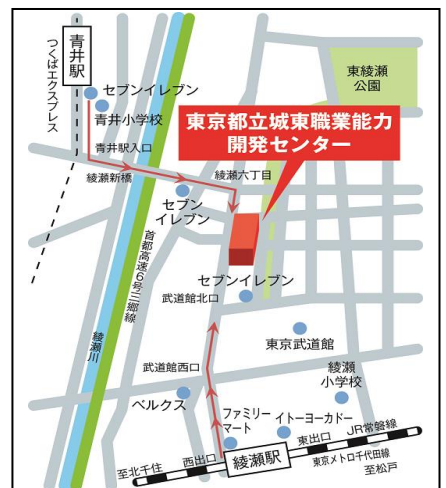 青井駅
つくばエクスプレス
セブンイレブン
青井小学校
青井駅入口
綾瀬新橋
東綾瀬
公園
東京都立城東職業能力
開発センター
綾瀬六丁目
セブン
イレブン
首都高速6号三郷線
綾瀬川
セブンイレブン
武道館北口
東京武道館
武道館西口
綾瀬
小学校
ベルクス
ファミリー
マート
イトーヨーカドー
JR常磐線
東出口
西出口
綾瀬駅
東京メトロ千代田線
至北千住
至松戸